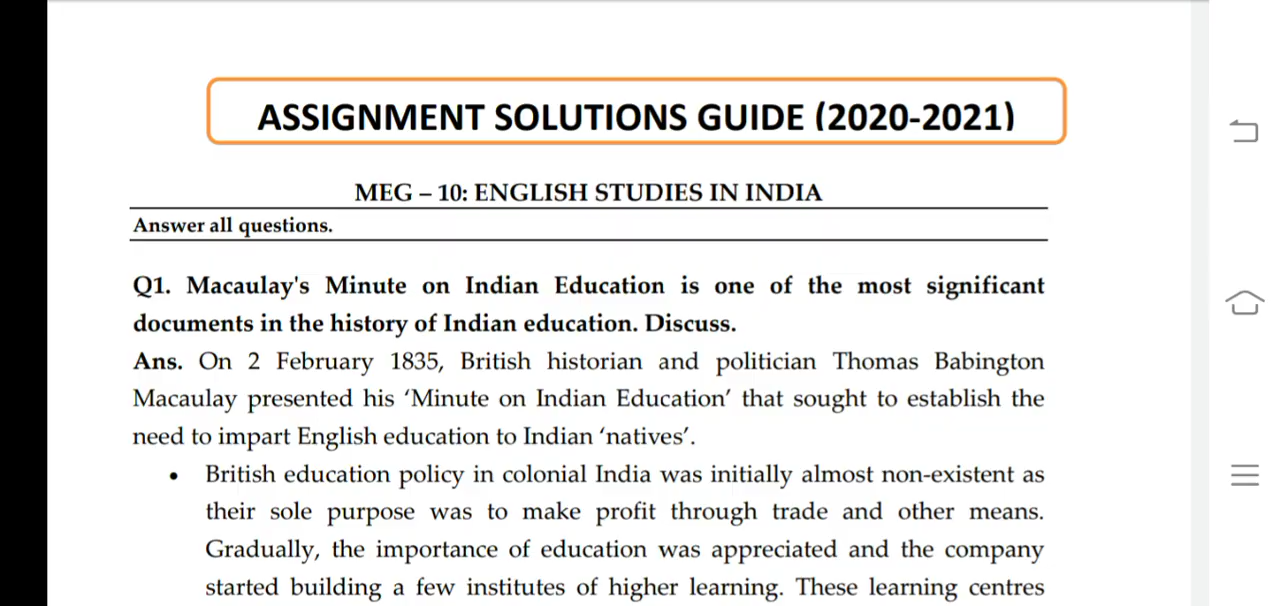 ASSIGNMENT SOLUTIONS GUIDE (2020-2021)
MEG – 10: ENGLISH STUDIES IN INDIA
Answer all questions.
Q1. Macaulay's Minute on Indian Education is one of the most significant
documents in the history of Indian education. Discuss.
Ans. On 2 February 1835, British historian and politician Thomas Babington
Macaulay presented his ‘Minute on Indian Education’ that sought to establish the
need to impart English education to Indian ‘natives’.
• British education policy in colonial India was initially almost non-existent as
their sole purpose was to make profit through trade and other means.
Gradually, the importance of education was appreciated and the company
started building a few institutes of higher learning. These learning centres